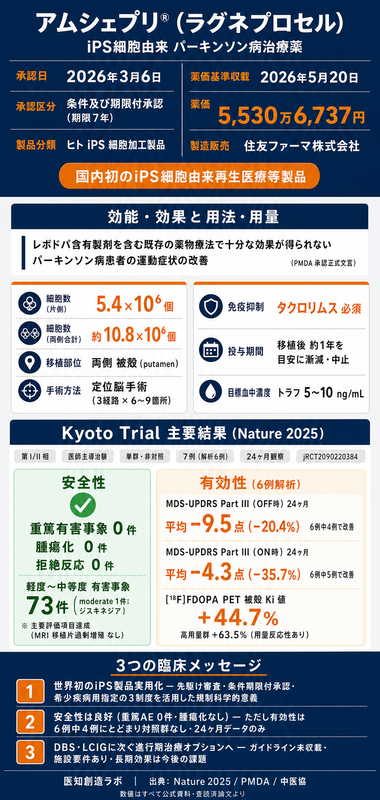 アムシェプリ®（ラグネプロセル）
iPS細胞由来 パーキンソン病治療薬
承認日 2026年3月6日
薬価基準収載 2026年5月20日
承認区分 条件及び期限付承認
（期限7年）
薬価 5,530万6,737円
製品分類 ヒト iPS 細胞加工製品
製造販売 住友ファーマ株式会社
国内初のiPS細胞由来再生医療等製品
効能・効果と用法・用量
レボドパ含有製剤を含む既存の薬物療法で十分な効果が得られない
パーキンソン病患者の運動症状の改善
（PMDA 承認正式文言）
細胞数
（片側）
5.4×10⁶個
細胞数
（両側合計）
約10.8×10⁶個
移植部位 両側 被殻（putamen）
手術方法 定位脳手術
（3経路 × 6〜9箇所）
免疫抑制 タクロリムス 必須
投与期間 移植後 約1年を
目安に漸減・中止
目標血中濃度 トラフ 5〜10 ng/mL
Kyoto Trial 主要結果（Nature 2025）
第I/II相 医師主導治験 単群・非対照 7例（解析6例） 24ヶ月観察 jRCT2090220384
安全性
重篤有害事象 0件
腫瘍化 0件
拒絶反応 0件
軽度〜中等度 有害事象
73件（moderate 1件：
ジスキネジア）
※ 主要評価項目達成
（MRI 移植片過剰増殖 なし）
有効性（6例解析）
MDS-UPDRS Part III（OFF時）24ヶ月
平均 −9.5点（−20.4%） 6例中4例で改善
MDS-UPDRS Part III（ON時）24ヶ月
平均 −4.3点（−35.7%） 6例中5例で改善
[¹⁸F]FDOPA PET 被殻 Ki 値
+44.7%
高用量群 +63.5%（用量反応性あり）
3つの臨床メッセージ
1 世界初のiPS製品実用化 ― 先駆け審査・条件期限付承認・
希少疾病用指定の3制度を活用した規制科学的意義
2 安全性は良好（重篤AE 0件・腫瘍化なし）― ただし有効性は
6例中4例にとどまり対照群なし・24ヶ月データのみ
3 DBS・LCIGに次ぐ進行期治療オプションへ ― ガイドライン未収載・
施設要件あり・長期効果は今後の課題
医知創造ラボ | 出典：Nature 2025 / PMDA / 中医協
数値はすべて公式資料・査読済論文より